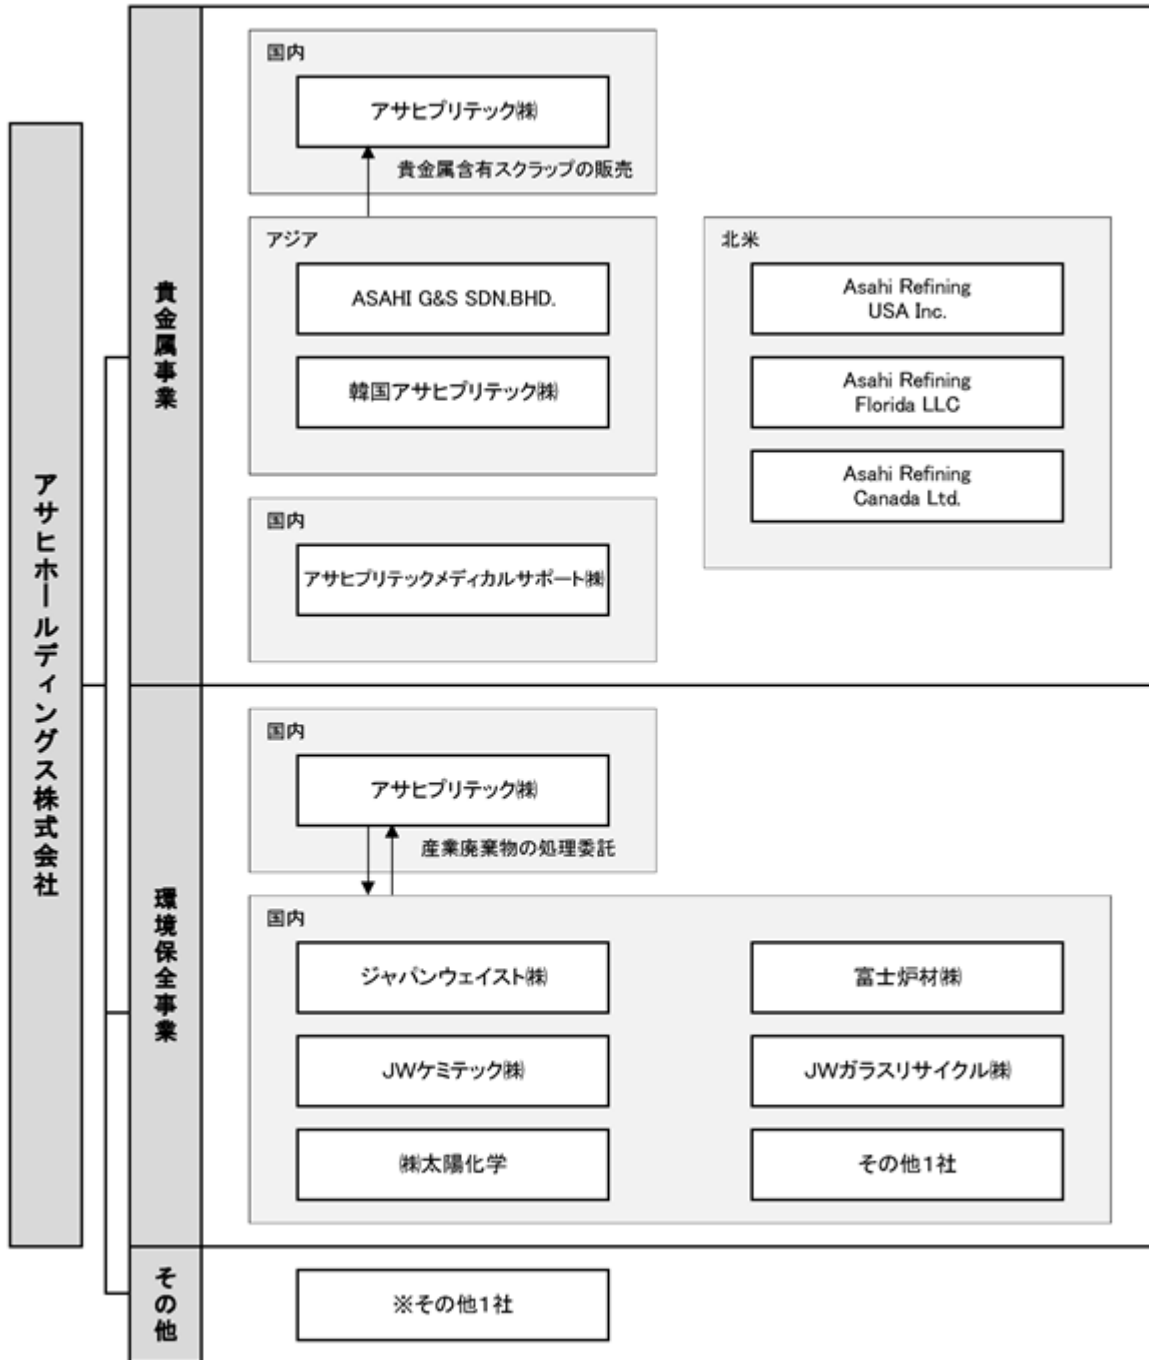 アサヒホールディングス株式会社
貴金属事業
国内
アサヒプリテック㈱
貴金属含有スクラップの販売
アジア
ASAHI G&S SDN.BHD.
韓国アサヒプリテック㈱
北米
Asahi Refining
USA Inc.
Asahi Refining
Florida LLC
Asahi Refining
Canada Ltd.
国内
アサヒプリテックメディカルサポート㈱
環境保全事業
国内
アサヒプリテック㈱
産業廃棄物の処理委託
国内
ジャパンウェイスト㈱
富士炉材㈱
JWケミテック㈱
JWガラスリサイクル㈱
㈱太陽化学
その他1社
その他
※その他1社